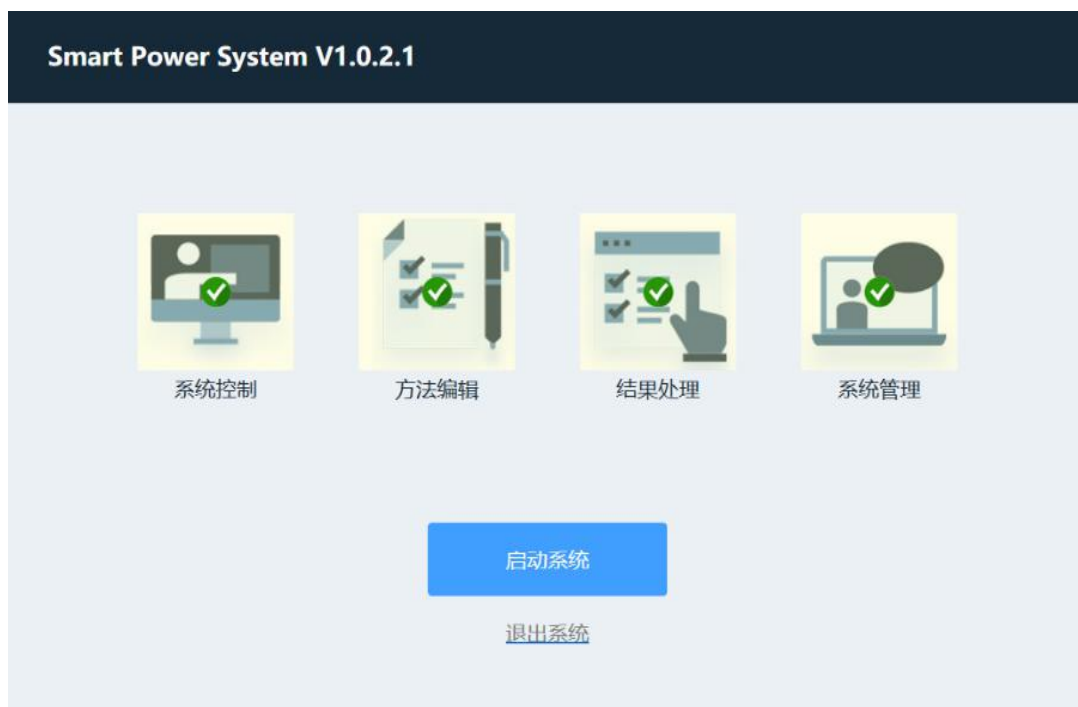 Smart Power System V1.0.2.1
系统控制
方法编辑
结果处理
系统管理
启动系统
退出系统